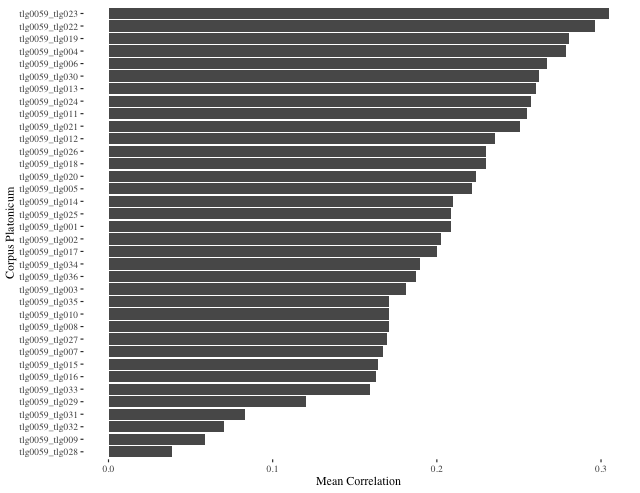 Corpus Platonicum
tlg0059_tlg023
tlg0059_tlg022
tlg0059_tlg019
tlg0059_tlg004
tlg0059_tlg006
tlg0059_tlg030
tlg0059_tlg013
tlg0059_tlg024
tlg0059_tlg011
tlg0059_tlg021
tlg0059_tlg012
tlg0059_tlg026
tlg0059_tlg018
tlg0059_tlg020
tlg0059_tlg005
tlg0059_tlg014
tlg0059_tlg025
tlg0059_tlg001
tlg0059_tlg002
tlg0059_tlg017
tlg0059_tlg034
tlg0059_tlg036
tlg0059_tlg003
tlg0059_tlg035
tlg0059_tlg010
tlg0059_tlg008
tlg0059_tlg027
tlg0059_tlg007
tlg0059_tlg015
tlg0059_tlg016
tlg0059_tlg033
tlg0059_tlg029
tlg0059_tlg031
tlg0059_tlg032
tlg0059_tlg009
tlg0059_tlg028
0.0 0.1 0.2 0.3
Mean Correlation